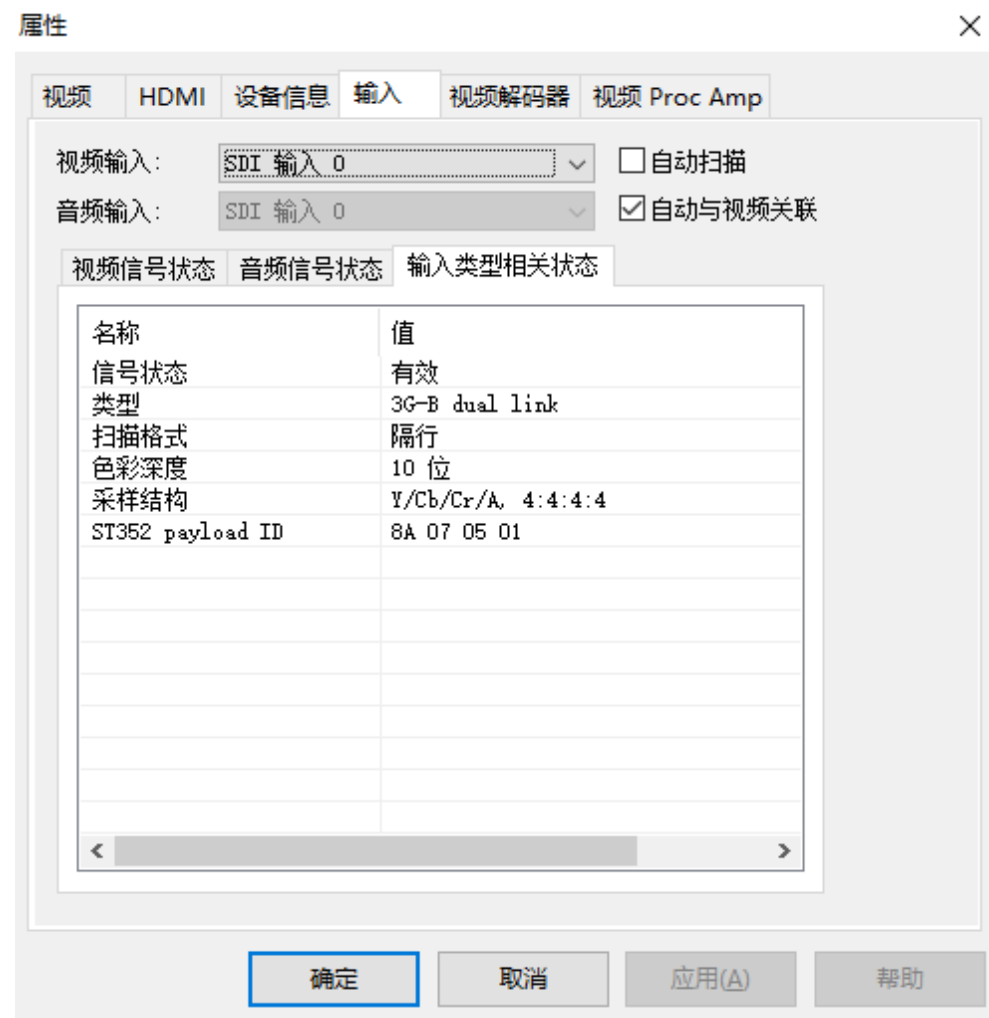 属性
视频 HDMI 设备信息 输入 视频解码器 视频 Proc Amp
视频输入: SDI 输入 0 自动扫描
音频输入: SDI 输入 0 自动与视频关联
视频信号状态 音频信号状态 输入类型相关状态
名称 值
信号状态 有效
类型 3G-B dual link
扫描格式 隔行
色彩深度 10 位
采样结构 Y/Cb/Cr/A, 4:4:4:4
ST352 payload ID 8A 07 05 01
确定 取消 应用(A) 帮助